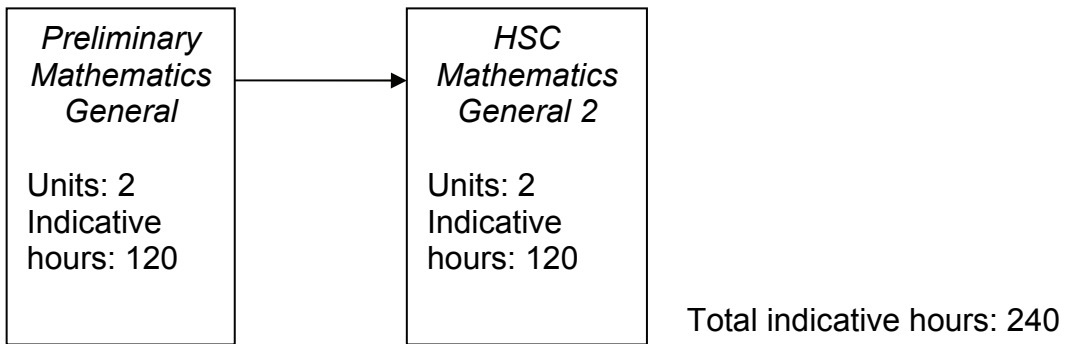 Preliminary
Mathematics
General
Units: 2
Indicative
hours: 120
HSC
Mathematics
General 2
Units: 2
Indicative
hours: 120
Total indicative hours: 240